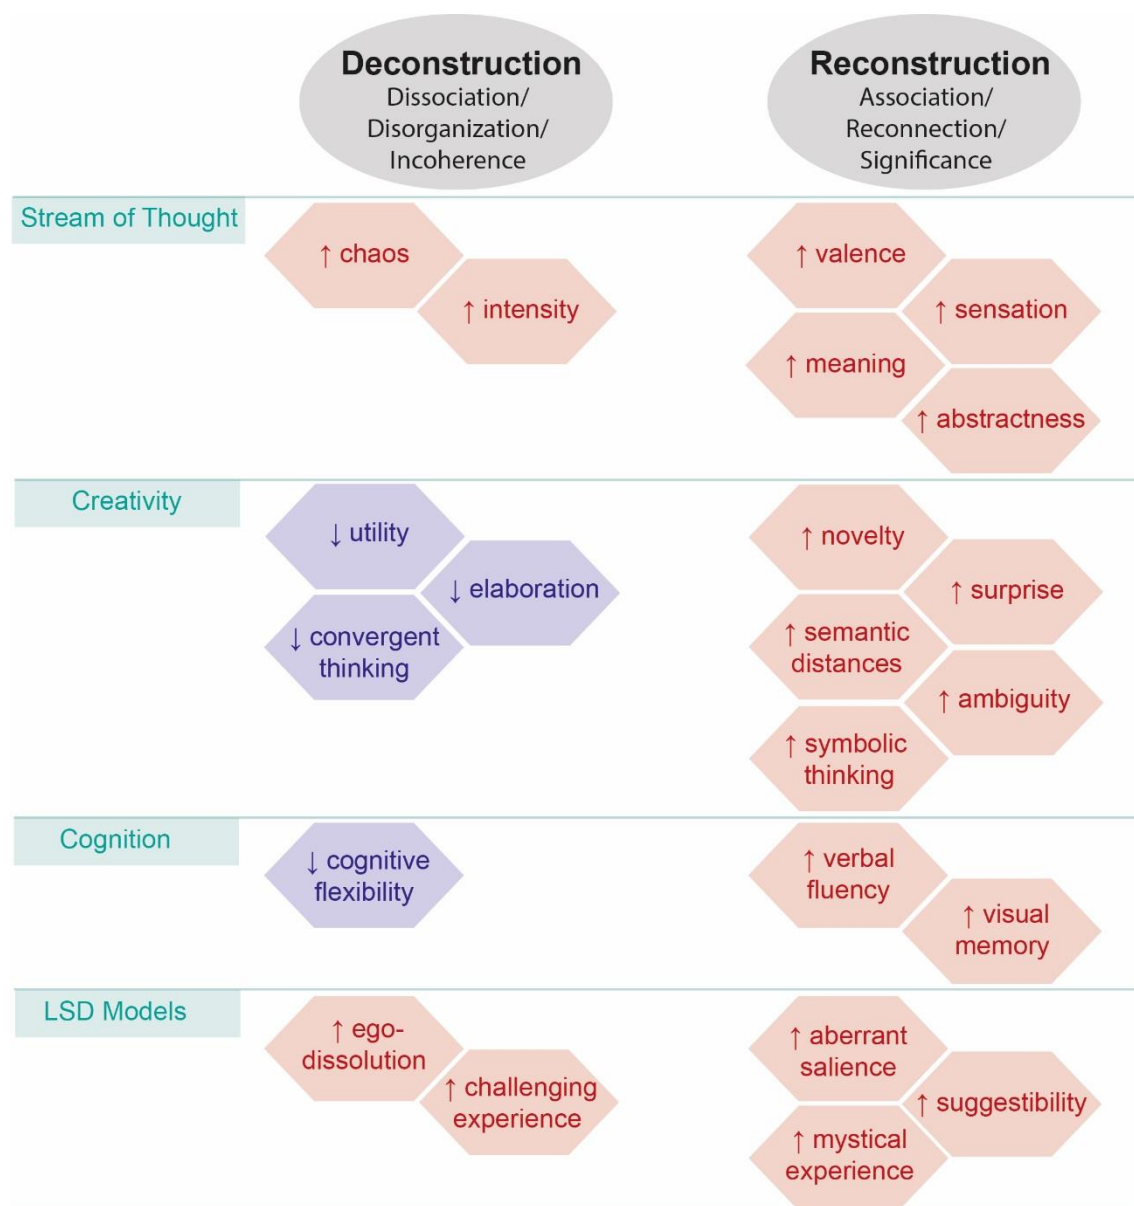 Deconstruction
Dissociation/
Disorganization/
Incoherence
Reconstruction
Association/
Reconnection/
Significance
Stream of Thought
↑ chaos
↑ intensity
↑ valence
↑ sensation
↑ meaning
↑ abstractness
Creativity
↓ utility
↓ elaboration
↓ convergent
thinking
↑ novelty
↑ surprise
↑ semantic
distances
↑ ambiguity
↑ symbolic
thinking
Cognition
↓ cognitive
flexibility
↑ verbal
fluency
↑ visual
memory
LSD Models
↑ ego-
dissolution
↑ challenging
experience
↑ aberrant
salience
↑ suggestibility
↑ mystical
experience